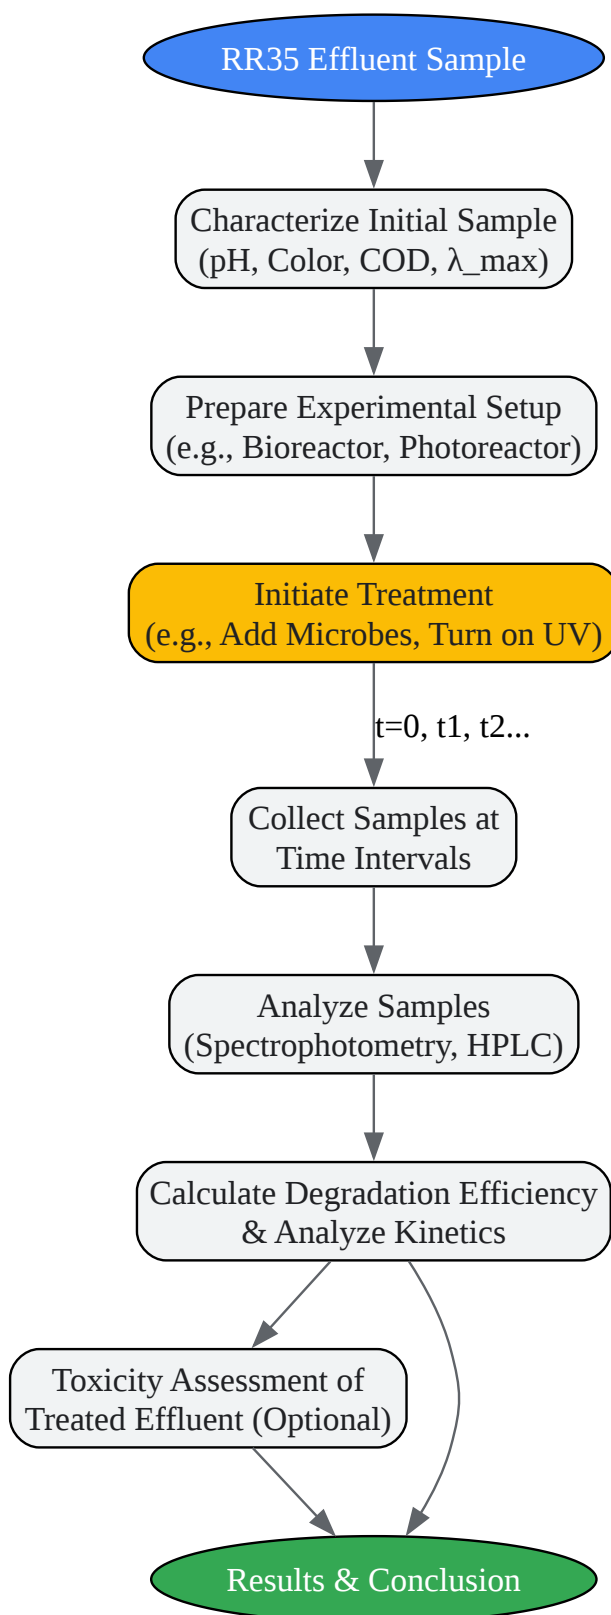 RR35 Effluent Sample
Characterize Initial Sample
(pH, Color, COD, λ_max)
Prepare Experimental Setup
(e.g., Bioreactor, Photoreactor)
Initiate Treatment
(e.g., Add Microbes, Turn on UV)
t=0, t1, t2...
Collect Samples at
Time Intervals
Analyze Samples
(Spectrophotometry, HPLC)
Calculate Degradation Efficiency
& Analyze Kinetics
Toxicity Assessment of
Treated Effluent (Optional)
Results & Conclusion